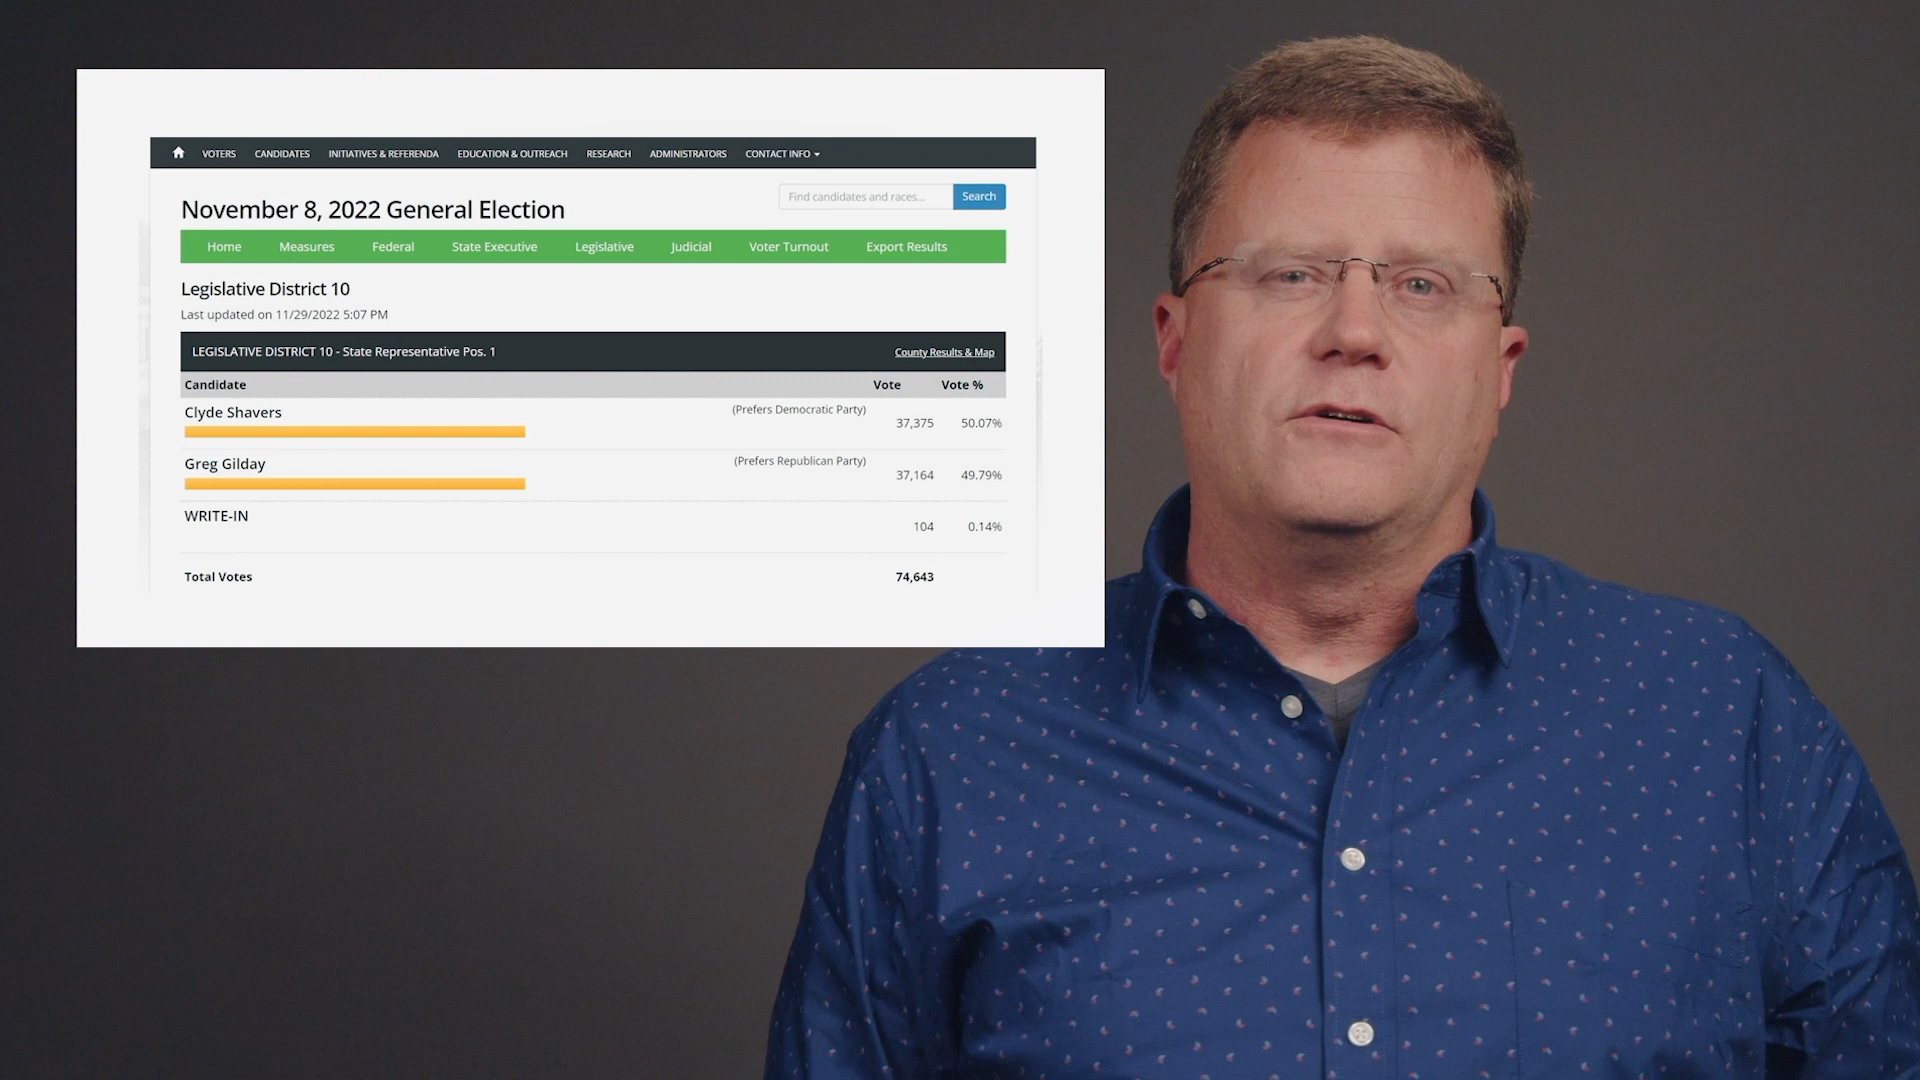 VOTERS CANDIDATES INITIATIVES & REFERENDA EDUCATION & OUTREACH RESEARCH ADMINISTRATORS CONTACT INFO
Find candidates and races... Search
November 8, 2022 General Election
Home Measures Federal State Executive Legislative Judicial Voter Turnout Export Results
Legislative District 10
Last updated on 11/29/2022 5:07 PM
LEGISLATIVE DISTRICT 10 - State Representative Pos. 1 County Results & Map
Candidate Vote Vote %
Clyde Shavers (Prefers Democratic Party) 37,375 50.07%
Greg Gilday (Prefers Republican Party) 37,164 49.79%
WRITE-IN 104 0.14%
Total Votes 74,643